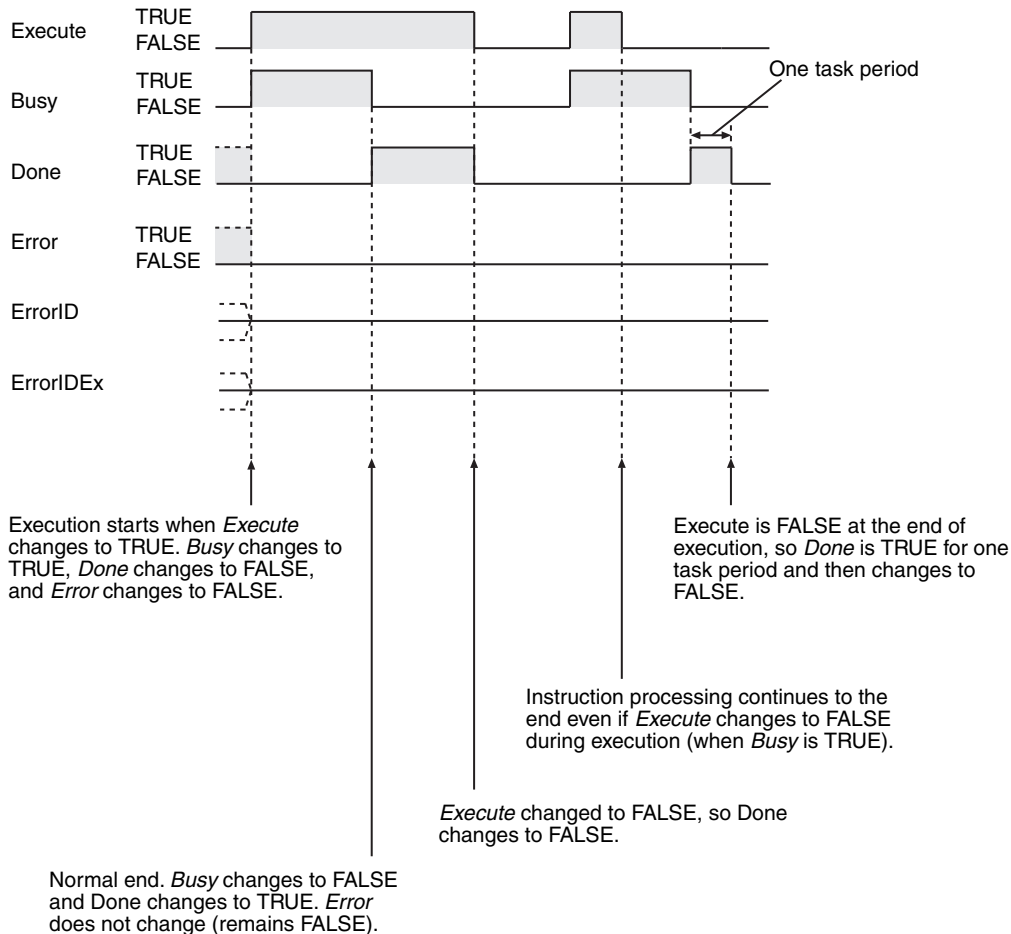 Execute
TRUE
FALSE
Busy
TRUE
FALSE
One task period
Done
TRUE
FALSE
Error
TRUE
FALSE
ErrorID
ErrorIDEx
Execution starts when Execute
changes to TRUE. Busy changes to
TRUE, Done changes to FALSE,
and Error changes to FALSE.
Execute is FALSE at the end of
execution, so Done is TRUE for one
task period and then changes to
FALSE.
Instruction processing continues to the
end even if Execute changes to FALSE
during execution (when Busy is TRUE).
Execute changed to FALSE, so Done
changes to FALSE.
Normal end. Busy changes to FALSE
and Done changes to TRUE. Error
does not change (remains FALSE).